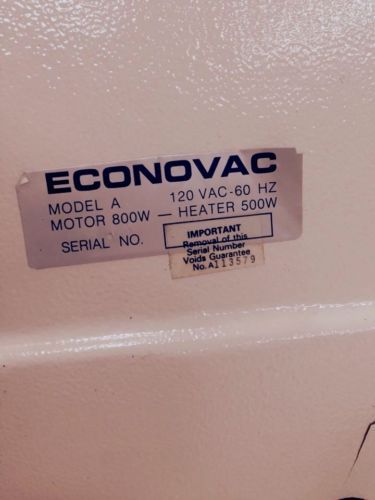 ECONOVAC
MODEL A 120 VAC-60 HZ
MOTOR 800W — HEATER 500W
SERIAL NO.
IMPORTANT
Removal of this
Serial Number
Voids Guarantee
No. A113579